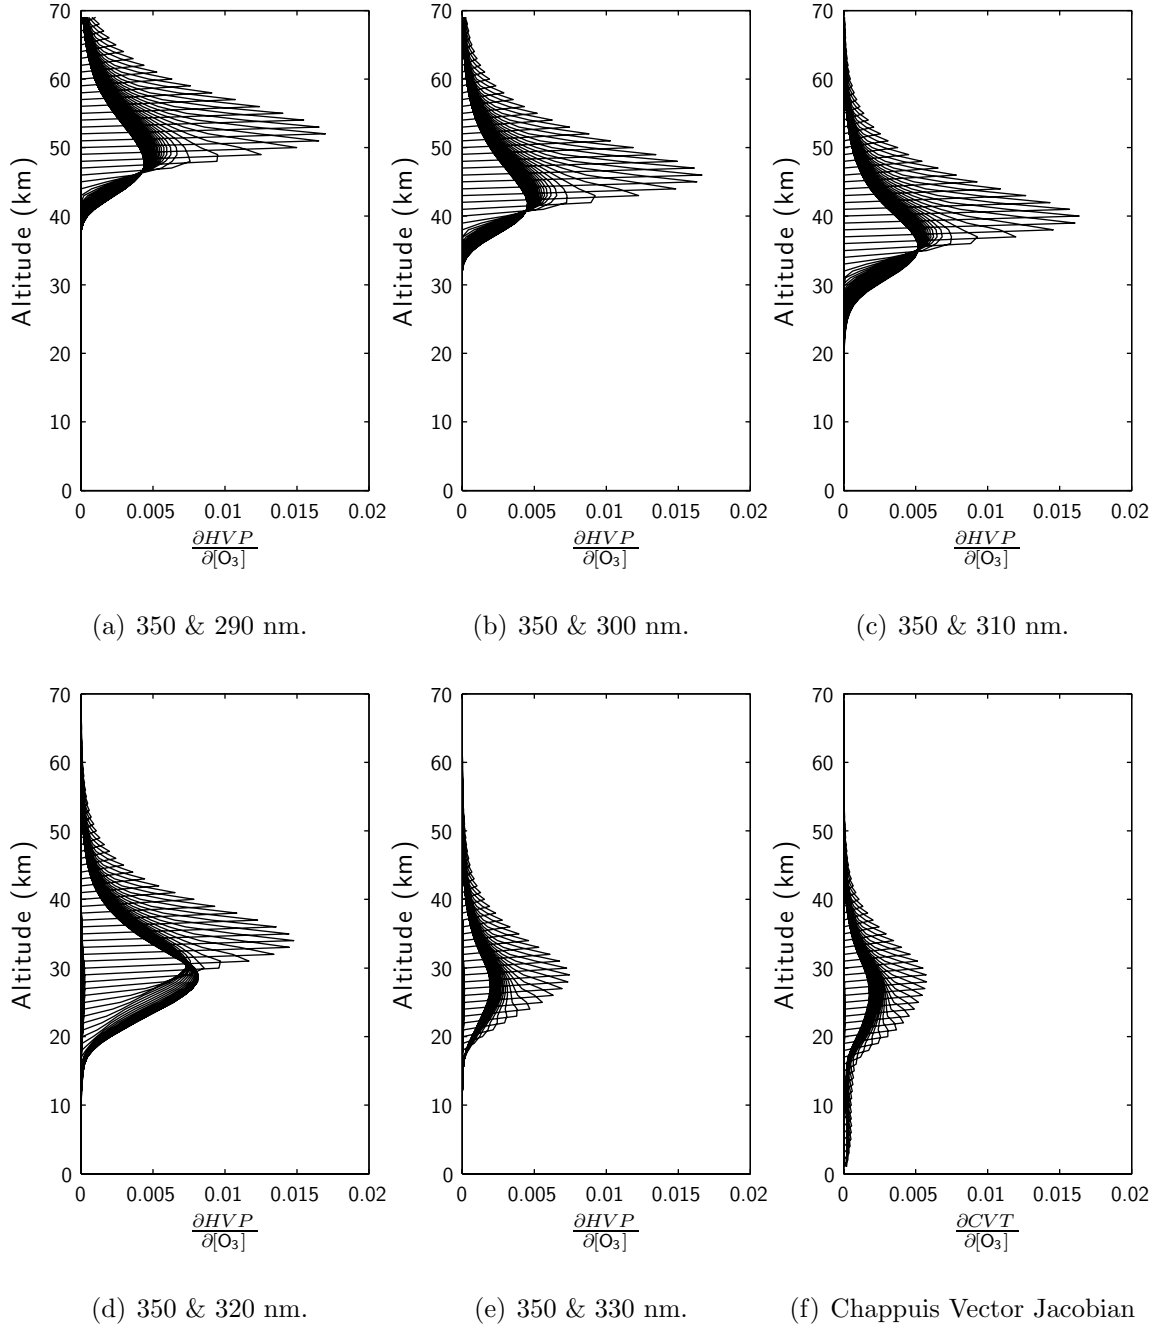 70
60
50
40
30
20
10
0
Altitude (km)
0 0.005 0.01 0.015 0.02
∂HVP
∂[O₃]
(a) 350 & 290 nm.
70
60
50
40
30
20
10
0
Altitude (km)
0 0.005 0.01 0.015 0.02
∂HVP
∂[O₃]
(b) 350 & 300 nm.
70
60
50
40
30
20
10
0
Altitude (km)
0 0.005 0.01 0.015 0.02
∂HVP
∂[O₃]
(c) 350 & 310 nm.
70
60
50
40
30
20
10
0
Altitude (km)
0 0.005 0.01 0.015 0.02
∂HVP
∂[O₃]
(d) 350 & 320 nm.
70
60
50
40
30
20
10
0
Altitude (km)
0 0.005 0.01 0.015 0.02
∂HVP
∂[O₃]
(e) 350 & 330 nm.
70
60
50
40
30
20
10
0
Altitude (km)
0 0.005 0.01 0.015 0.02
∂CVT
∂[O₃]
(f) Chappuis Vector Jacobian